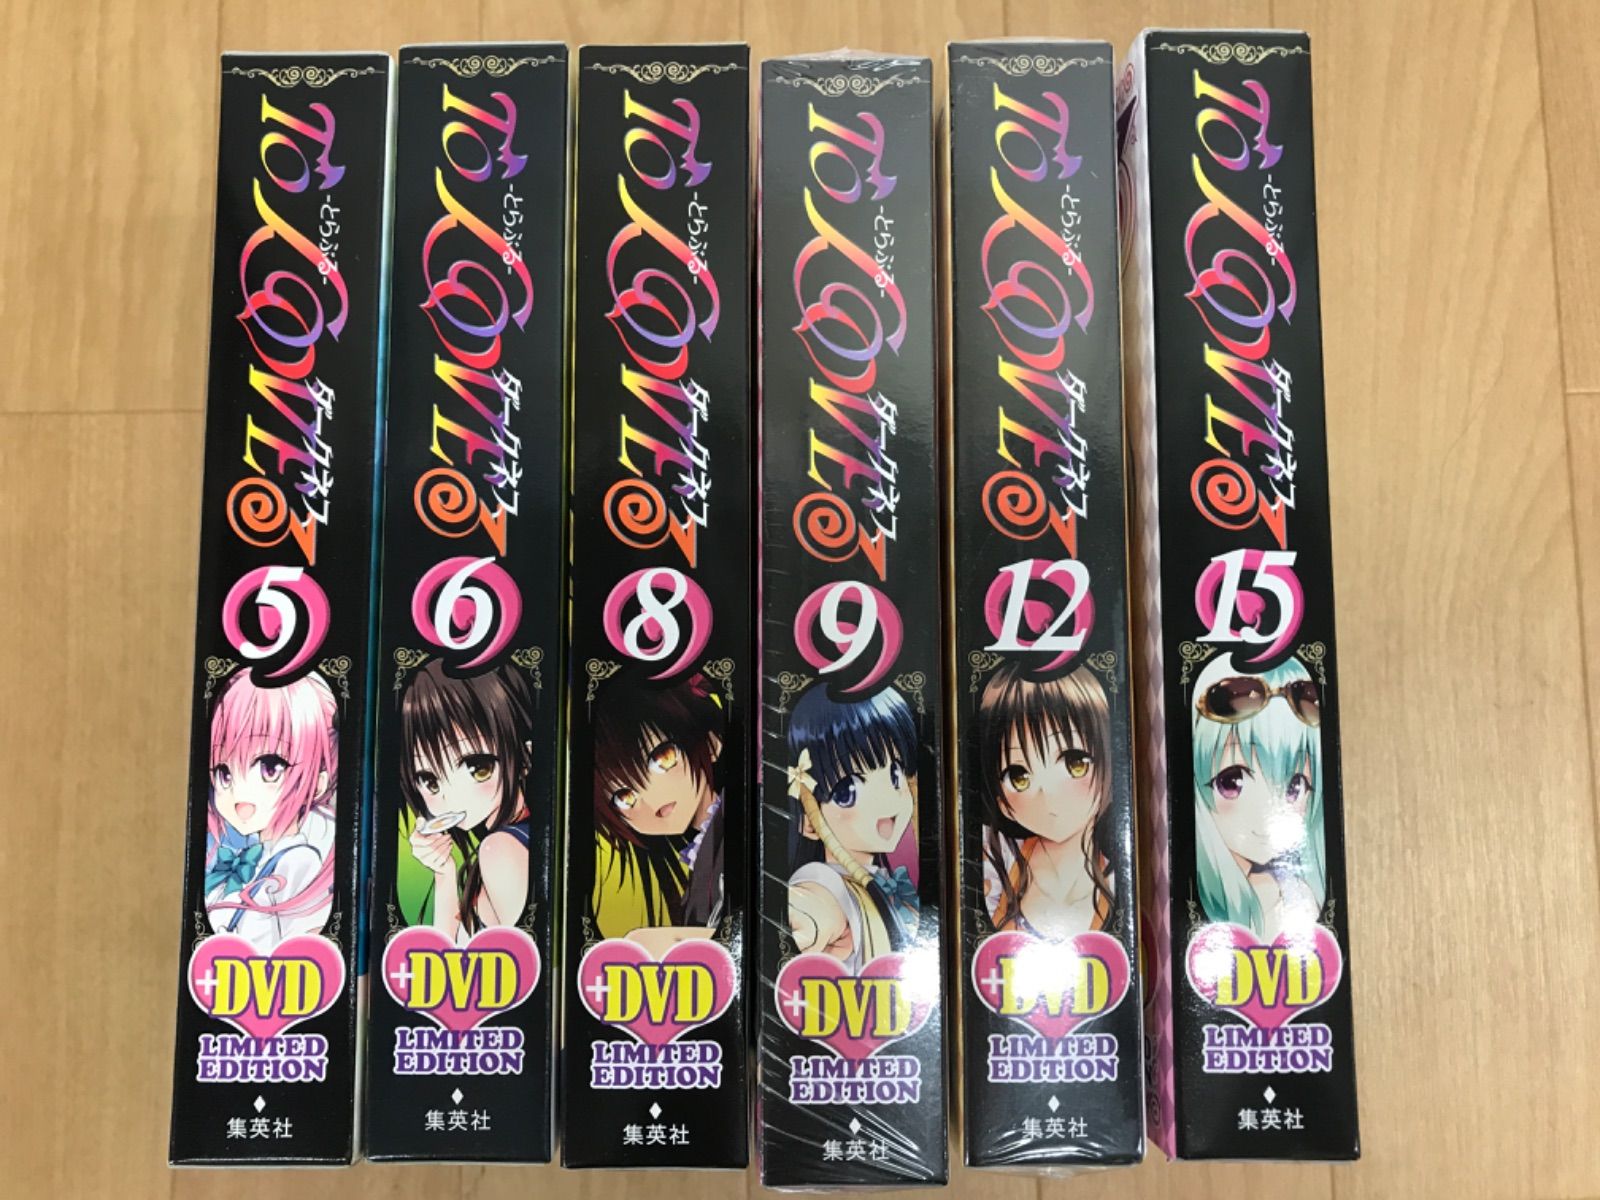 To LOVEる
-とらぶる-
ダークネス
5
+DVD
LIMITED
EDITION
集英社
To LOVEる
-とらぶる-
ダークネス
6
+DVD
LIMITED
EDITION
集英社
To LOVEる
-とらぶる-
ダークネス
8
+DVD
LIMITED
EDITION
集英社
To LOVEる
-とらぶる-
ダークネス
9
+DVD
LIMITED
EDITION
集英社
To LOVEる
-とらぶる-
ダークネス
12
+DVD
LIMITED
EDITION
集英社
To LOVEる
-とらぶる-
ダークネス
15
DVD
LIMITED
EDITION
集英社